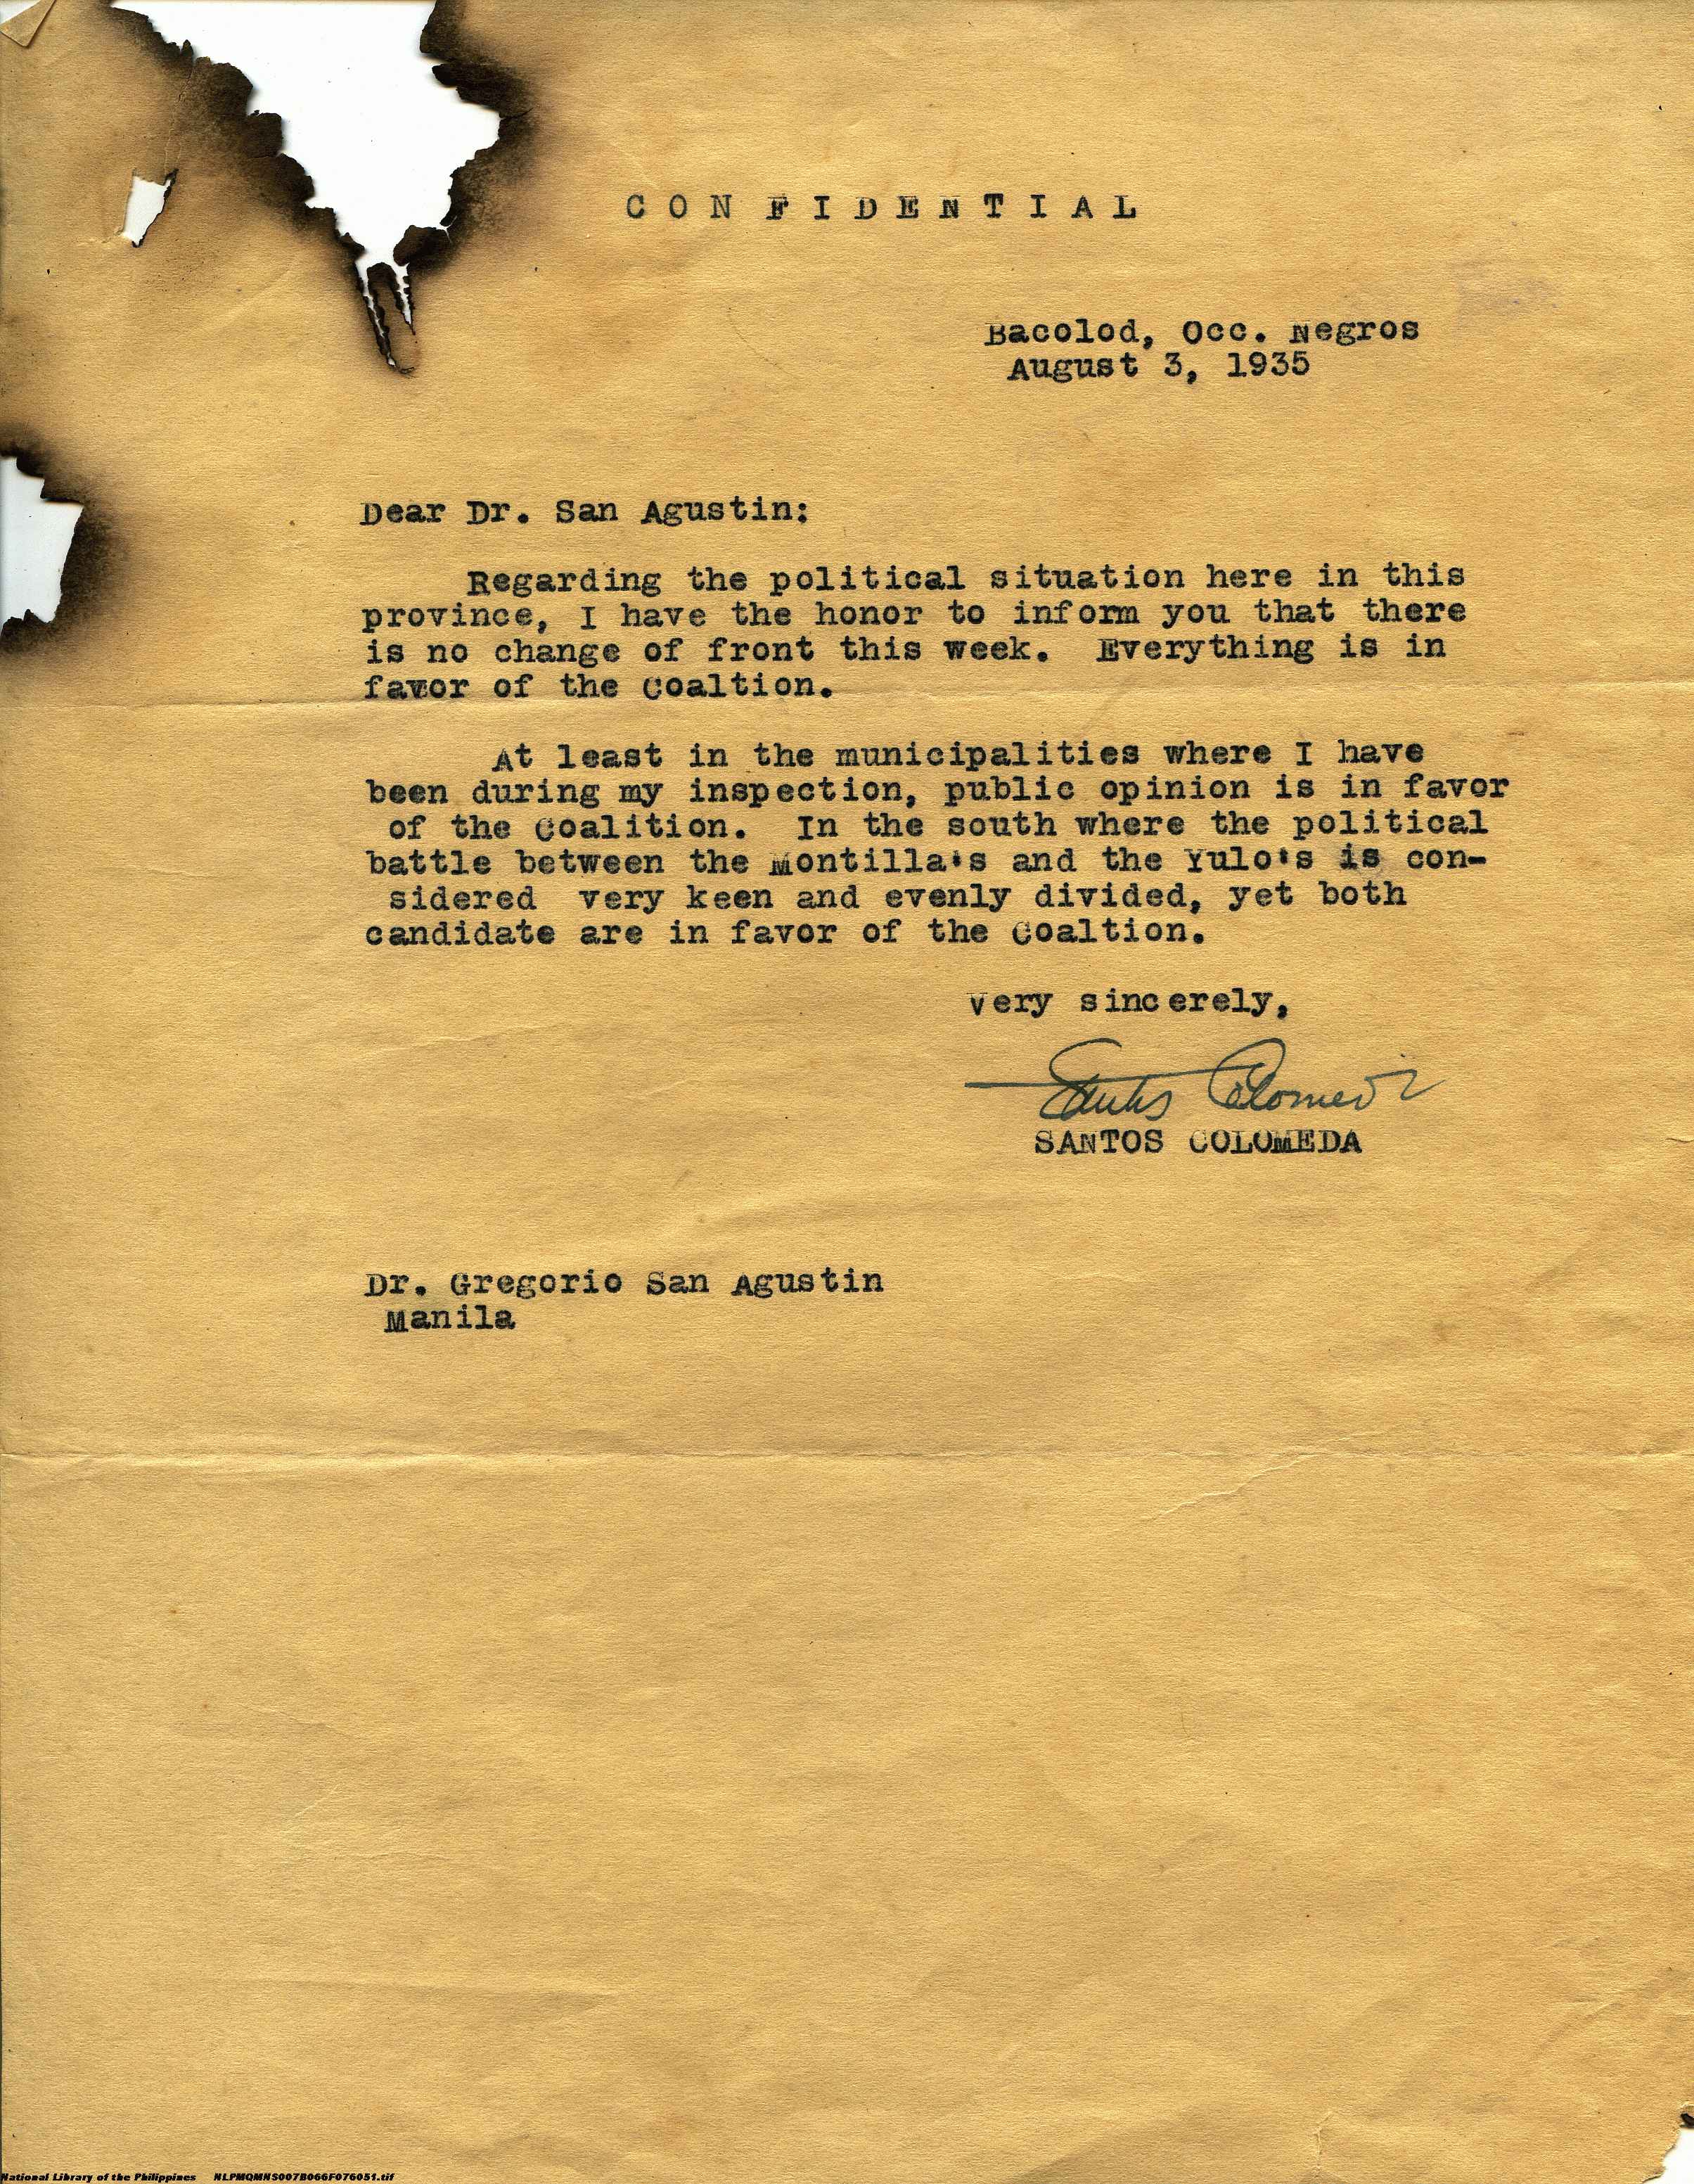 CONFIDENTIAL
Bacolod, Occ. Negros
August 3, 1935
Dear Dr. San Agustin:
Regarding the political situation here in this
province, I have the honor to inform you that there
is no change of front this week. Everything is in
favor of the Coaltion.
At least in the municipalities where I have
been during my inspection, public opinion is in favor
of the Coalition. In the south where the political
battle between the Montilla's and the Yulo's is con-
sidered very keen and evenly divided, yet both
candidate are in favor of the Coaltion.
Very sincerely,
Santos Colomeda
SANTOS COLOMEDA
Dr. Gregorio San Agustin
Manila
National Library of the Philippines NLPMQMNS007B066F076051.tif